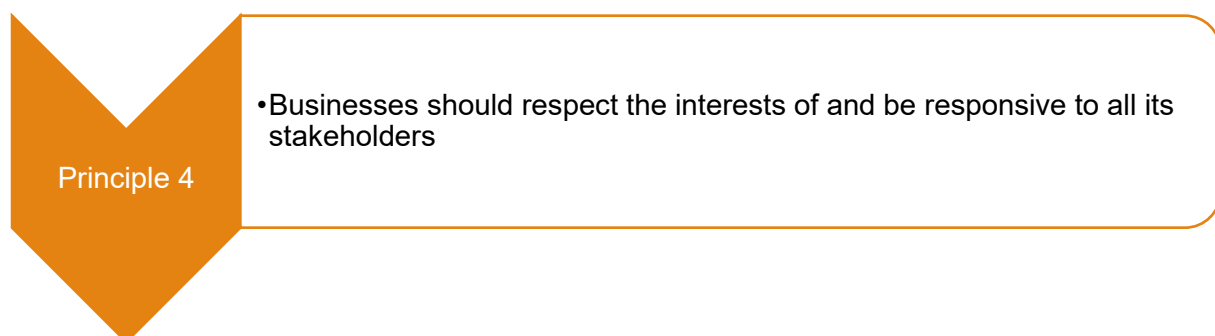 Principle 4
•Businesses should respect the interests of and be responsive to all its
stakeholders